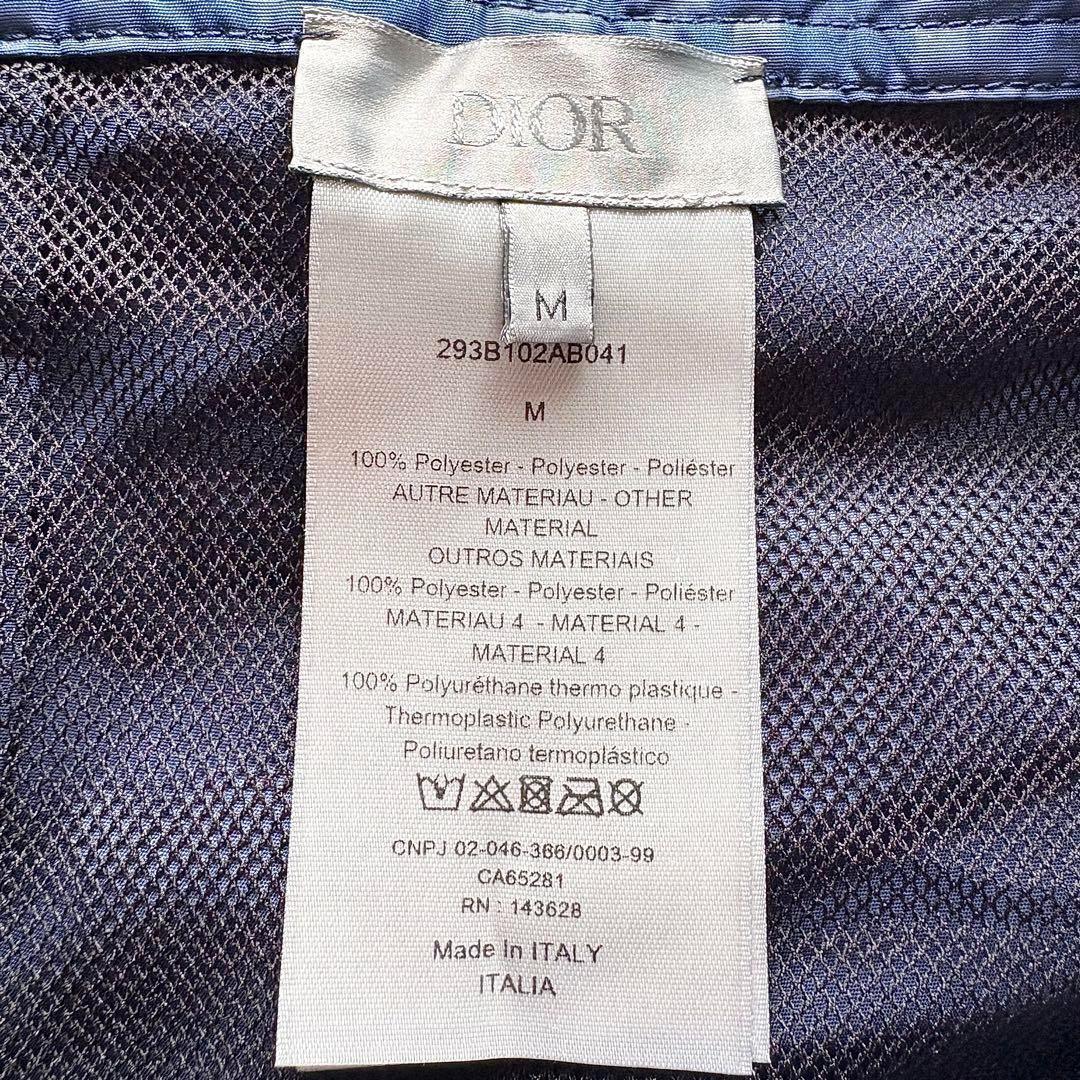 DIOR
M
293B102AB041
M
100% Polyester - Polyester - Poliéster
AUTRE MATERIAU - OTHER
MATERIAL
OUTROS MATERIAIS
100% Polyester - Polyester - Poliéster
MATERIAU 4 - MATERIAL 4 -
MATERIAL 4
100% Polyuréthane thermo plastique -
Thermoplastic Polyurethane -
Poliuretano termoplástico
CNPJ 02-046-366/0003-99
CA65281
RN : 143628
Made In ITALY
ITALIA